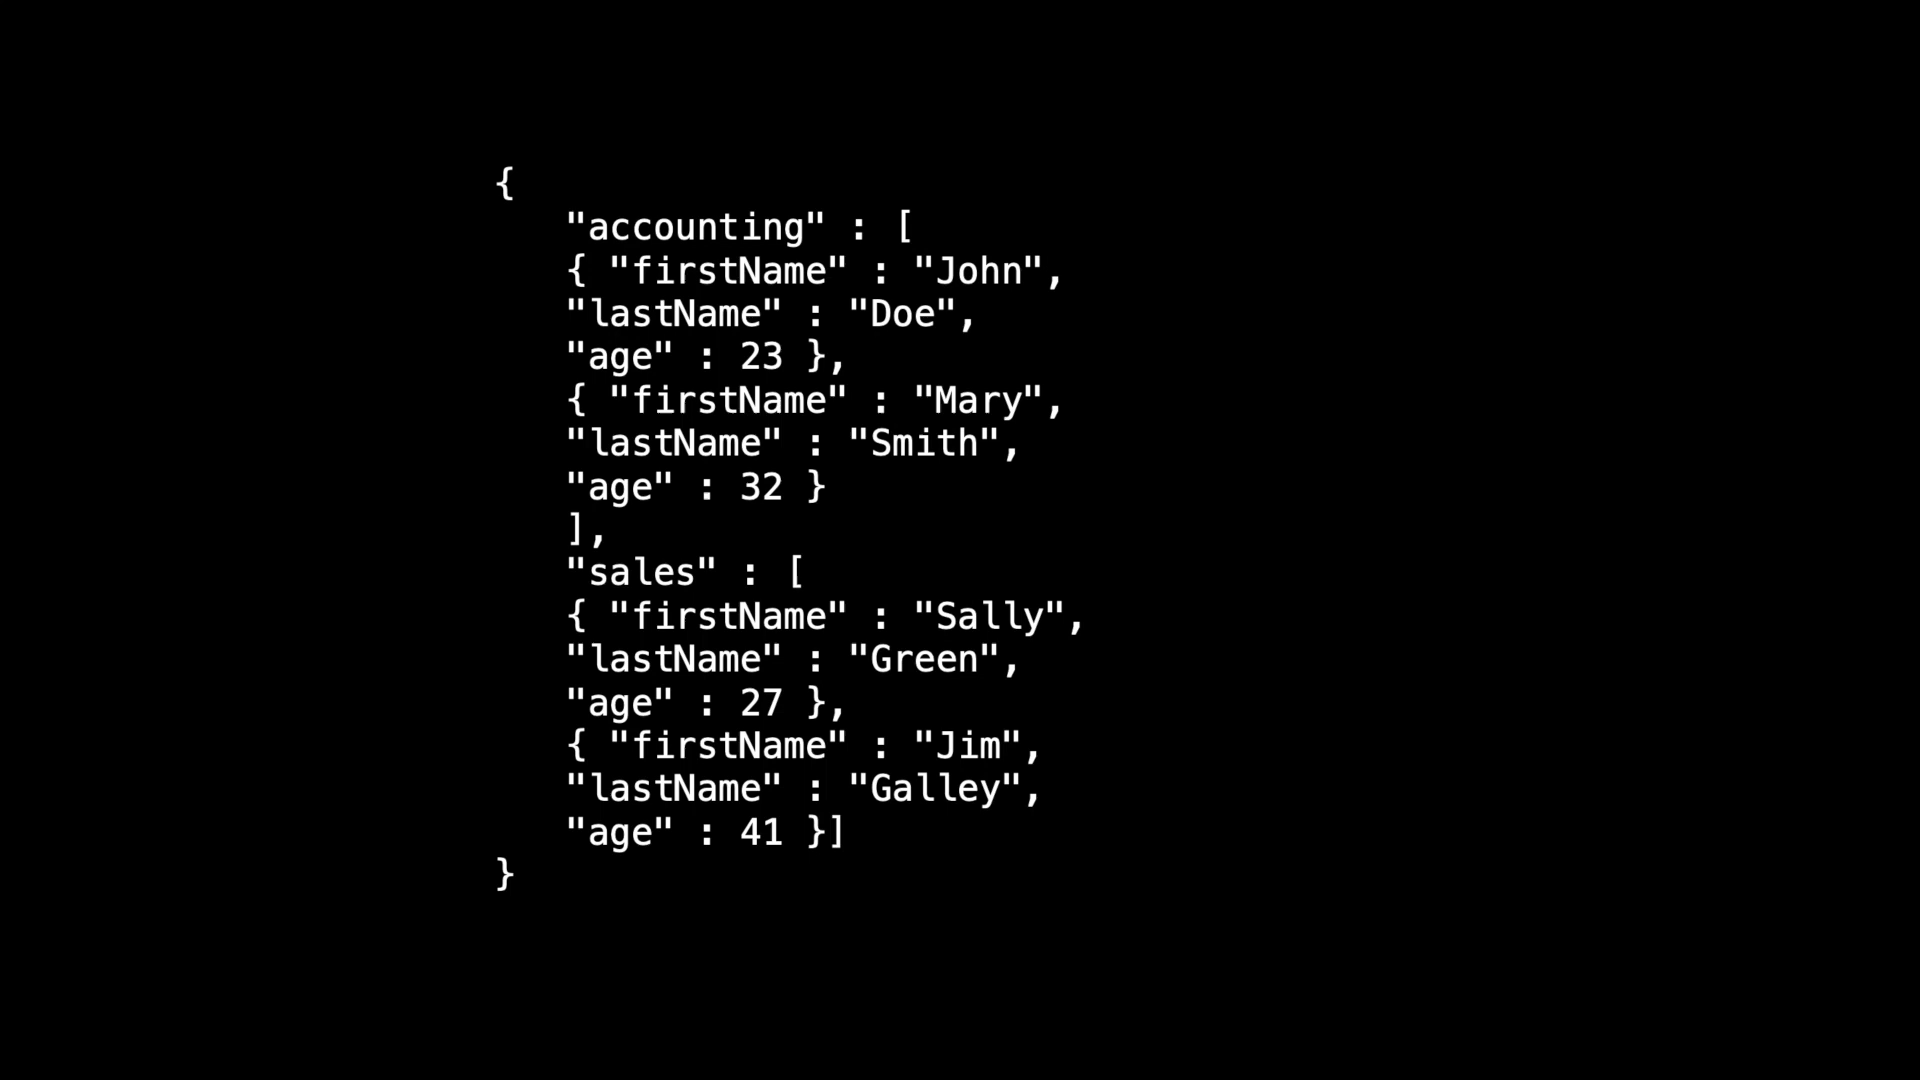 {
"accounting" : [
{ "firstName" : "John",
"lastName" : "Doe",
"age" : 23 },
{ "firstName" : "Mary",
"lastName" : "Smith",
"age" : 32 }
],
"sales" : [
{ "firstName" : "Sally",
"lastName" : "Green",
"age" : 27 },
{ "firstName" : "Jim",
"lastName" : "Galley",
"age" : 41 }]
}